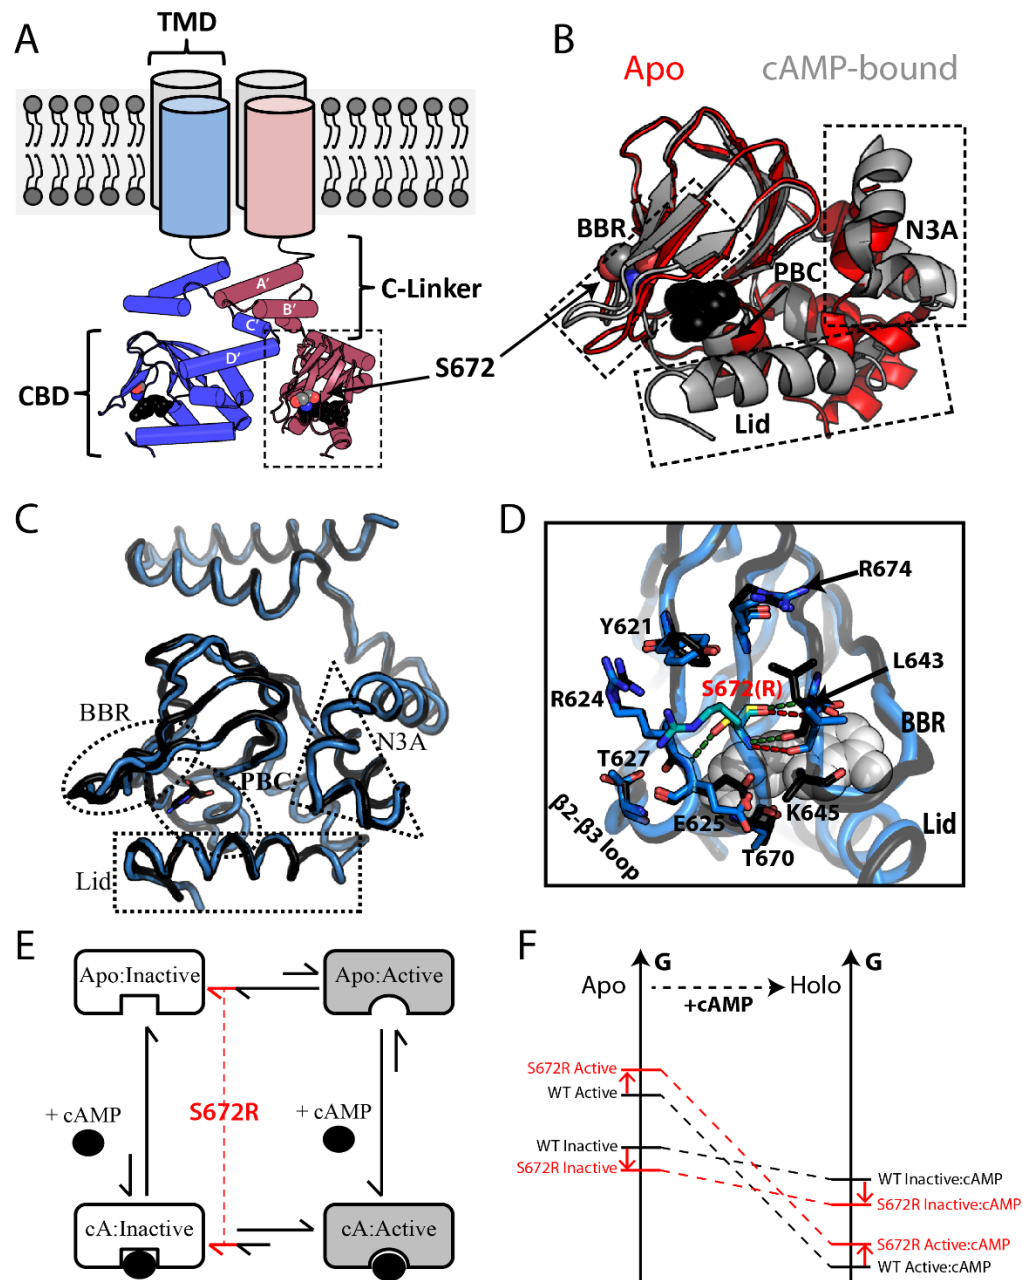 A
TMD
A'
B'
C'
D'
C-Linker
CBD
S672
B
Apo
cAMP-bound
BBR
N3A
PBC
Lid
C
BBR
PBC
N3A
Lid
D
R674
Y621
L643
S672(R)
R624
BBR
T627
K645
E625
Lid
T670
β2-β3 loop
E
Apo:Inactive
Apo:Active
+ cAMP
S672R
+ cAMP
cA:Inactive
cA:Active
F
G
G
Apo
Holo
+cAMP
S672R Active
WT Active
WT Inactive
S672R Inactive
WT Inactive:cAMP
S672R Inactive:cAMP
S672R Active:cAMP
WT Active:cAMP